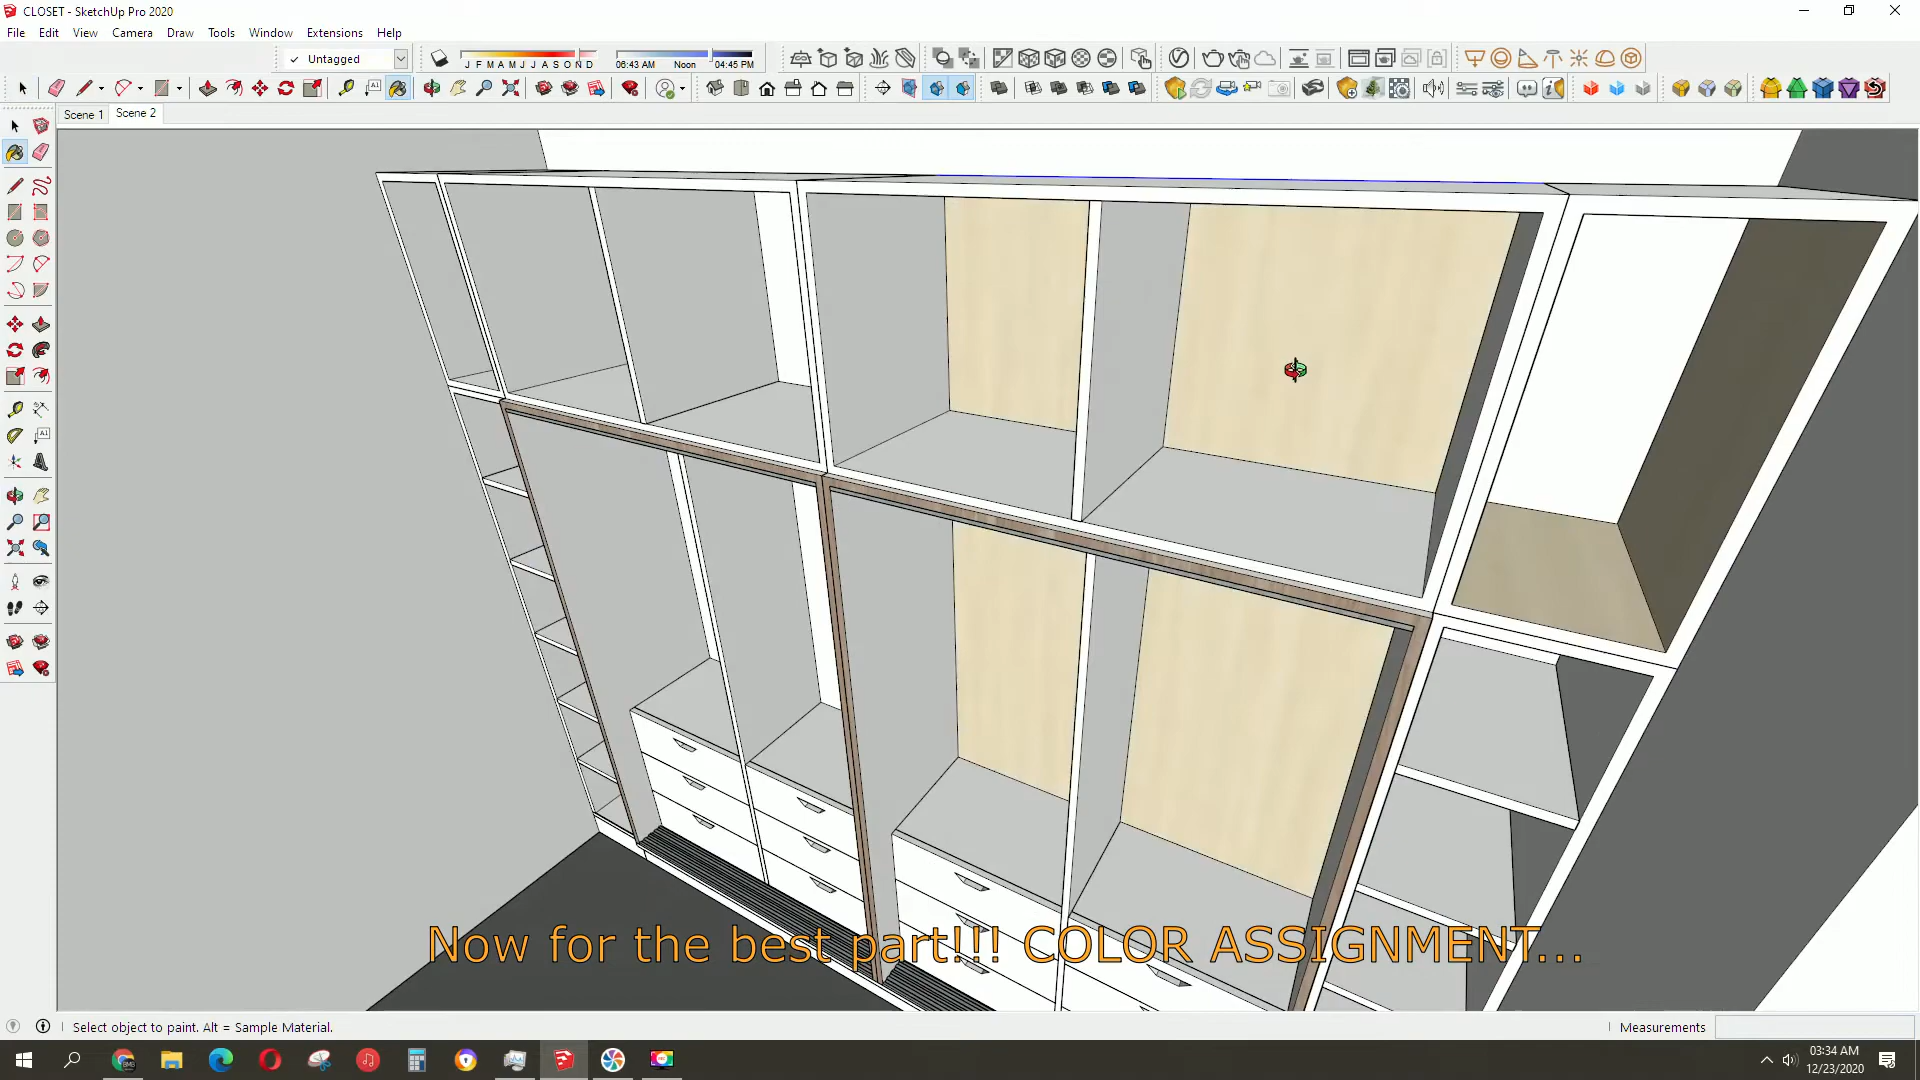 CLOSET - SketchUp Pro 2020
File Edit View Camera Draw Tools Window Extensions Help
Untagged
J F M A M J J A S O N D
06:43 AM Noon 04:45 PM
Scene 1 Scene 2
Now for the best part!!! COLOR ASSIGNMENT...
Select object to paint. Alt = Sample Material.
Measurements
03:34 AM
12/23/2020